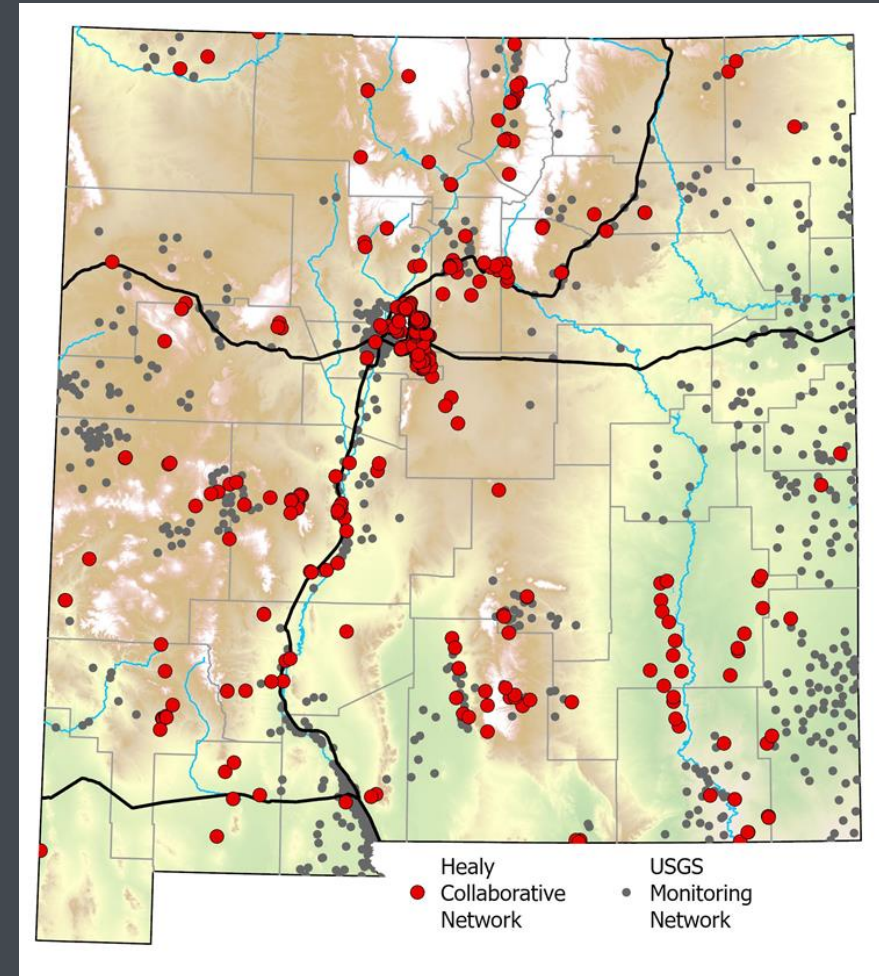 Healy
Collaborative
Network
USGS
Monitoring
Network